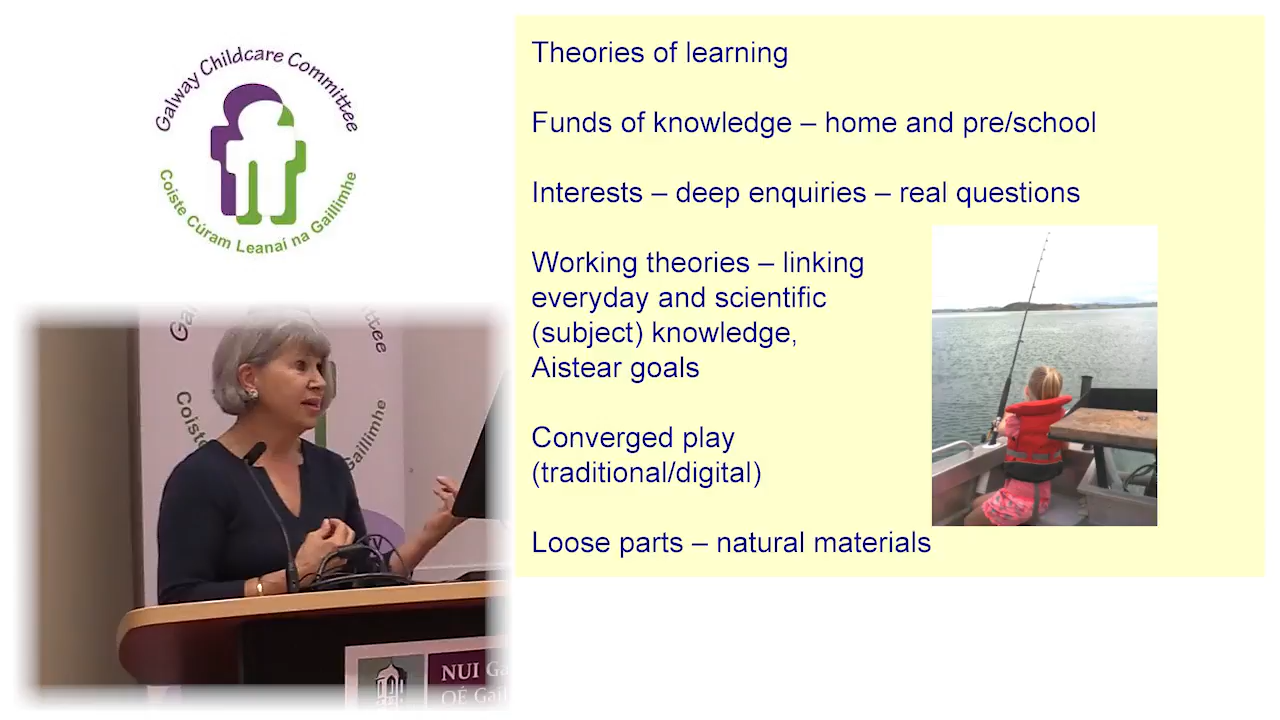 Galway Childcare Committee
Coiste Cúram Leanaí na Gaillimhe
Theories of learning
Funds of knowledge – home and pre/school
Interests – deep enquiries – real questions
Working theories – linking
everyday and scientific
(subject) knowledge,
Aistear goals
Converged play
(traditional/digital)
Loose parts – natural materials
Gaillimhe
NUI
OÉ